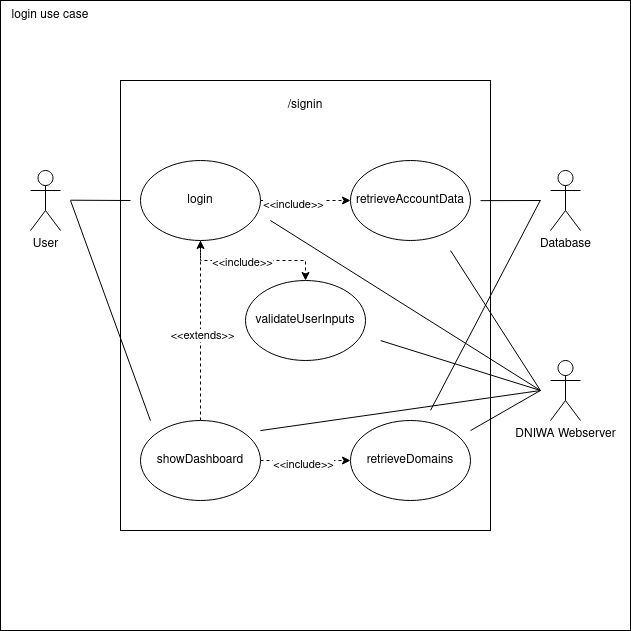 login use case
/signin
login
<<include>>
retrieveAccountData
User
Database
<<include>>
validateUserInputs
<<extends>>
DNIWA Webserver
showDashboard
<<include>>
retrieveDomains